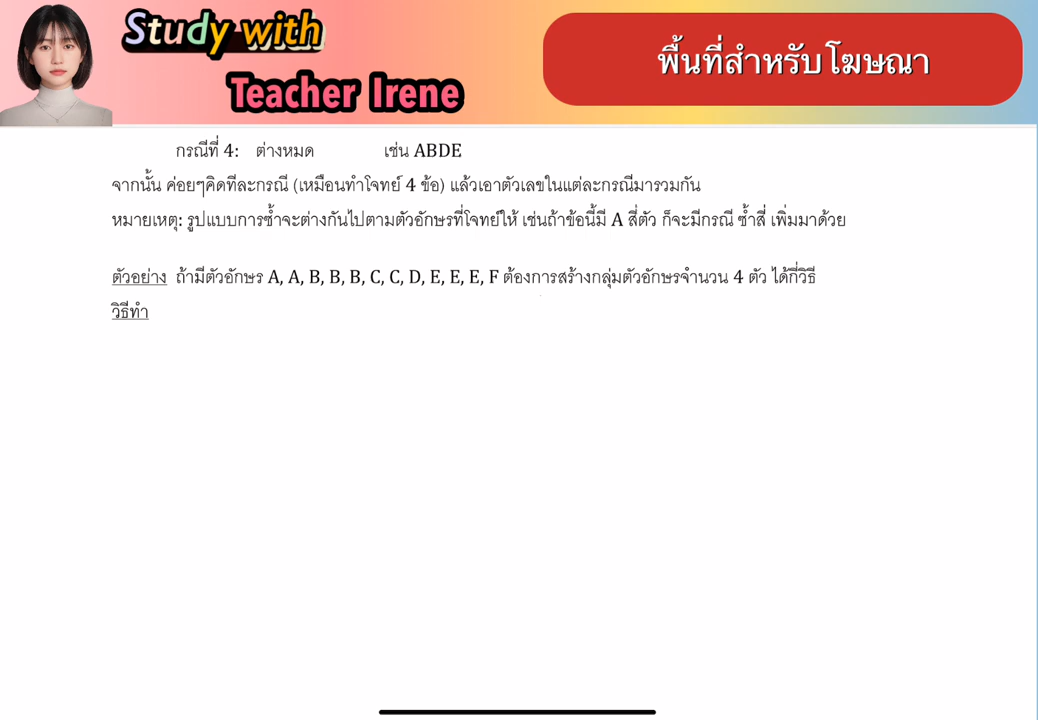 Study with
Teacher Irene
พื้นที่สำหรับโฆษณา
กรณีที่ 4: ต่างหมด เช่น ABDE
จากนั้น ค่อยๆคิดทีละกรณี (เหมือนทำโจทย์ 4 ข้อ) แล้วเอาตัวเลขในแต่ละกรณีมารวมกัน
หมายเหตุ: รูปแบบการซ้ำจะต่างกันไปตามตัวอักษรที่โจทย์ให้ เช่นถ้าข้อนี้มี A สี่ตัว ก็จะมีกรณี ซ้ำสี่ เพิ่มมาด้วย
ตัวอย่าง ถ้ามีตัวอักษร A, A, B, B, B, C, C, D, E, E, E, F ต้องการสร้างกลุ่มตัวอักษรจำนวน 4 ตัว ได้กี่วิธี
วิธีทำ